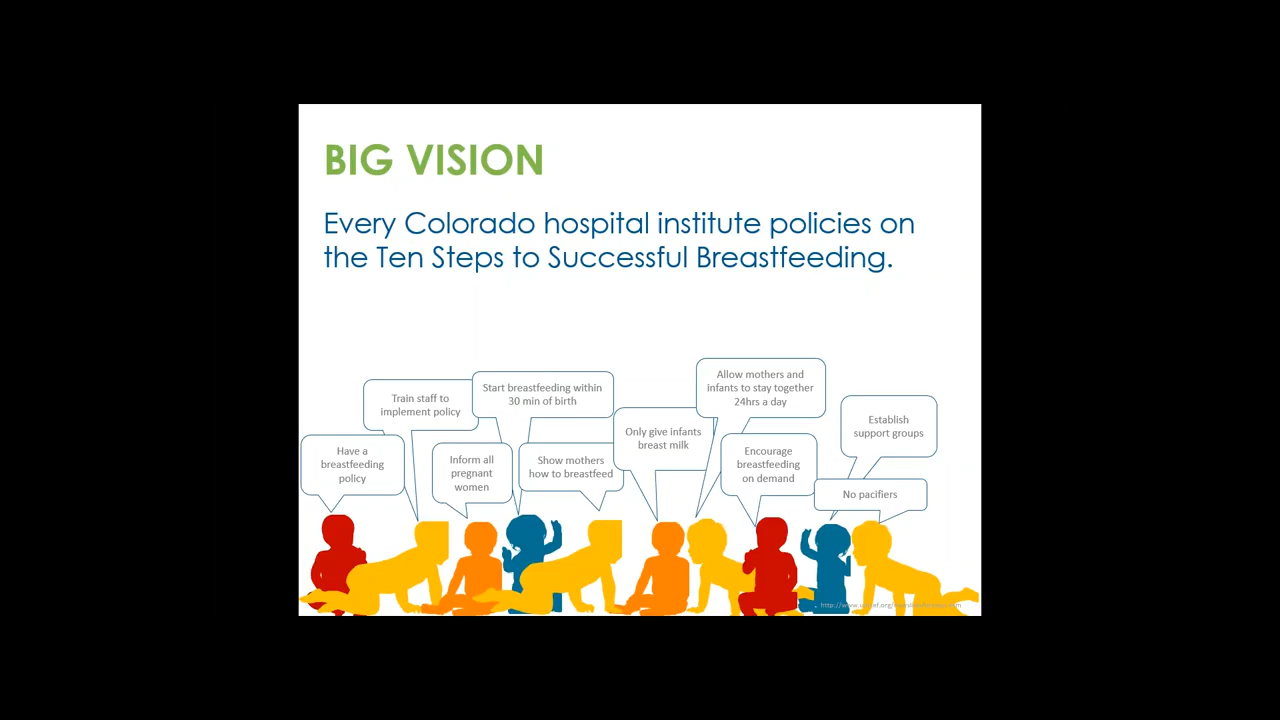 BIG VISION
Every Colorado hospital institute policies on
the Ten Steps to Successful Breastfeeding.
Have a
breastfeeding
policy
Train staff to
implement policy
Inform all
pregnant
women
Start breastfeeding within
30 min of birth
Show mothers
how to breastfeed
Only give infants
breast milk
Allow mothers and
infants to stay together
24hrs a day
Encourage
breastfeeding
on demand
Establish
support groups
No pacifiers